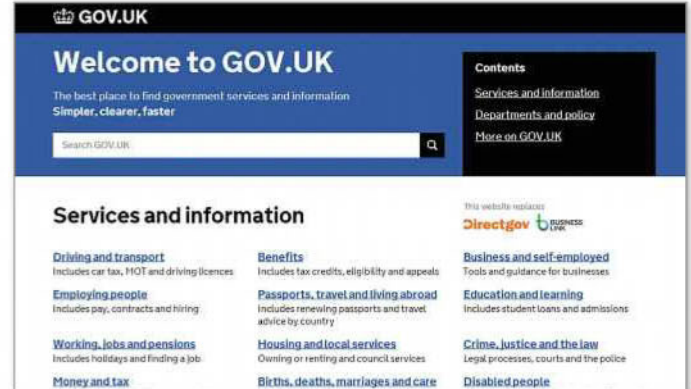 GOV.UK
Welcome to GOV.UK
The best place to find government services and information
Simpler, clearer, faster
Search GOV.UK
Contents
Services and information
Departments and policy
More on GOV.UK
Services and information
This website replaces
Directgov BUSINESS LINK
Driving and transport
Includes car tax, MOT and driving licences
Benefits
Includes tax credits, eligibility and appeals
Business and self-employed
Tools and guidance for businesses
Employing people
Includes pay, contracts and hiring
Passports, travel and living abroad
Includes renewing passports and travel
advice by country
Education and learning
Includes student loans and admissions
Working, jobs and pensions
Includes holidays and finding a job
Housing and local services
Owning or renting and council services
Crime, justice and the law
Legal processes, courts and the police
Money and tax
Births, deaths, marriages and care
Disabled people